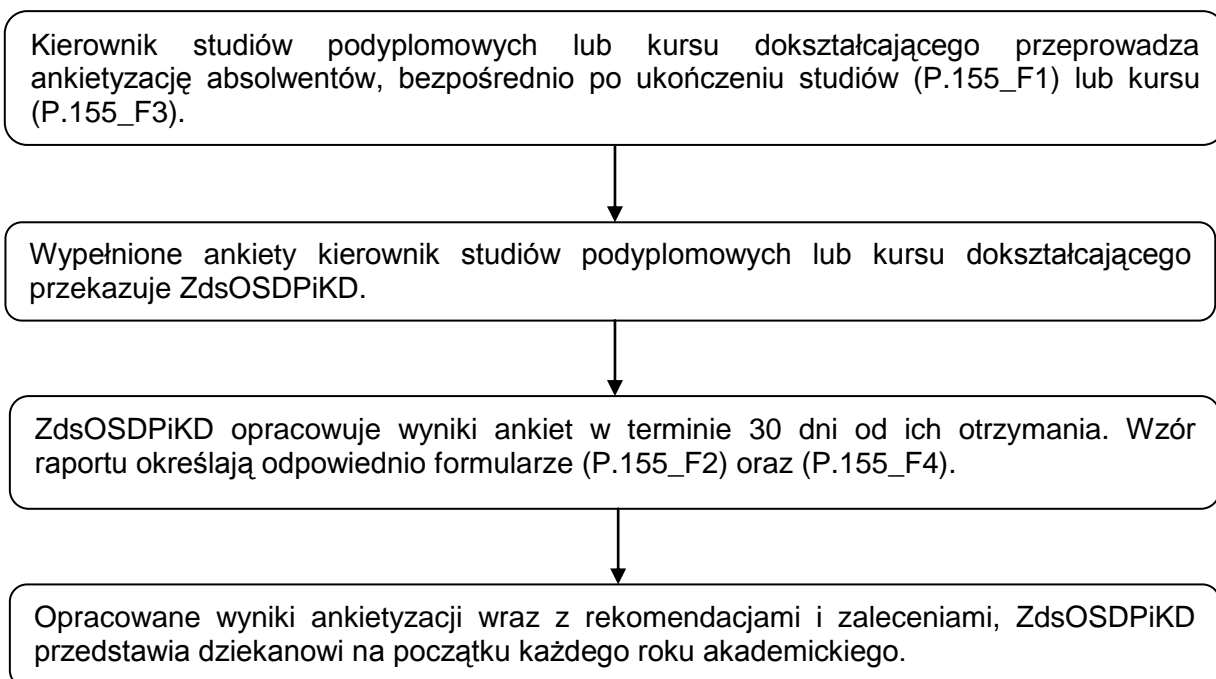 Kierownik studiów podyplomowych lub kursu dokształcającego przeprowadza
ankietyzację absolwentów, bezpośrednio po ukończeniu studiów (P.155_F1) lub kursu
(P.155_F3).
Wypełnione ankiety kierownik studiów podyplomowych lub kursu dokształcającego
przekazuje ZdsOSDPiKD.
ZdsOSDPiKD opracowuje wyniki ankiet w terminie 30 dni od ich otrzymania. Wzór
raportu określają odpowiednio formularze (P.155_F2) oraz (P.155_F4).
Opracowane wyniki ankietyzacji wraz z rekomendacjami i zaleceniami, ZdsOSDPiKD
przedstawia dziekanowi na początku każdego roku akademickiego.